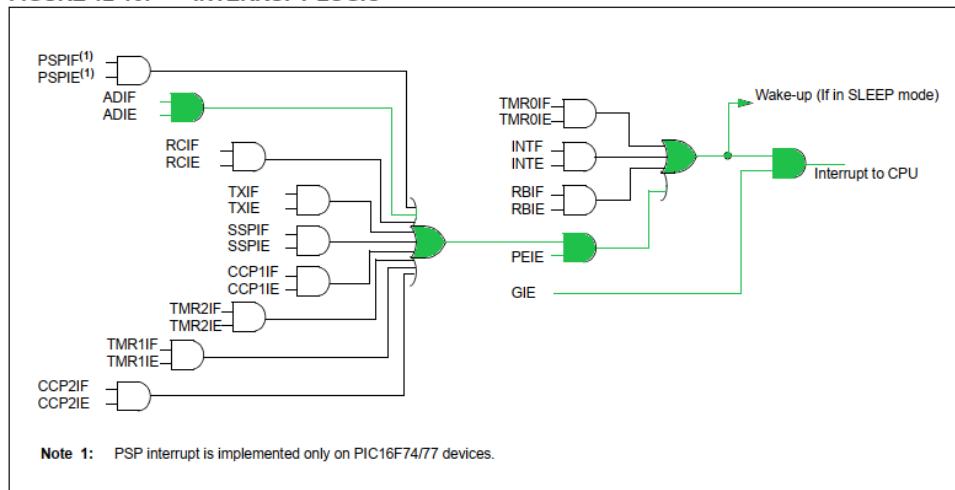 PSPIF(1)
PSPIE(1)
ADIF
ADIE
RCIF
RCIE
TXIF
TXIE
SSPIF
SSPIE
CCP1IF
CCP1IE
TMR2IF
TMR2IE
TMR1IF
TMR1IE
CCP2IF
CCP2IE
TMR0IF
TMR0IE
INTF
INTE
RBIF
RBIE
PEIE
GIE
Wake-up (If in SLEEP mode)
Interrupt to CPU
Note 1: PSP interrupt is implemented only on PIC16F74/77 devices.